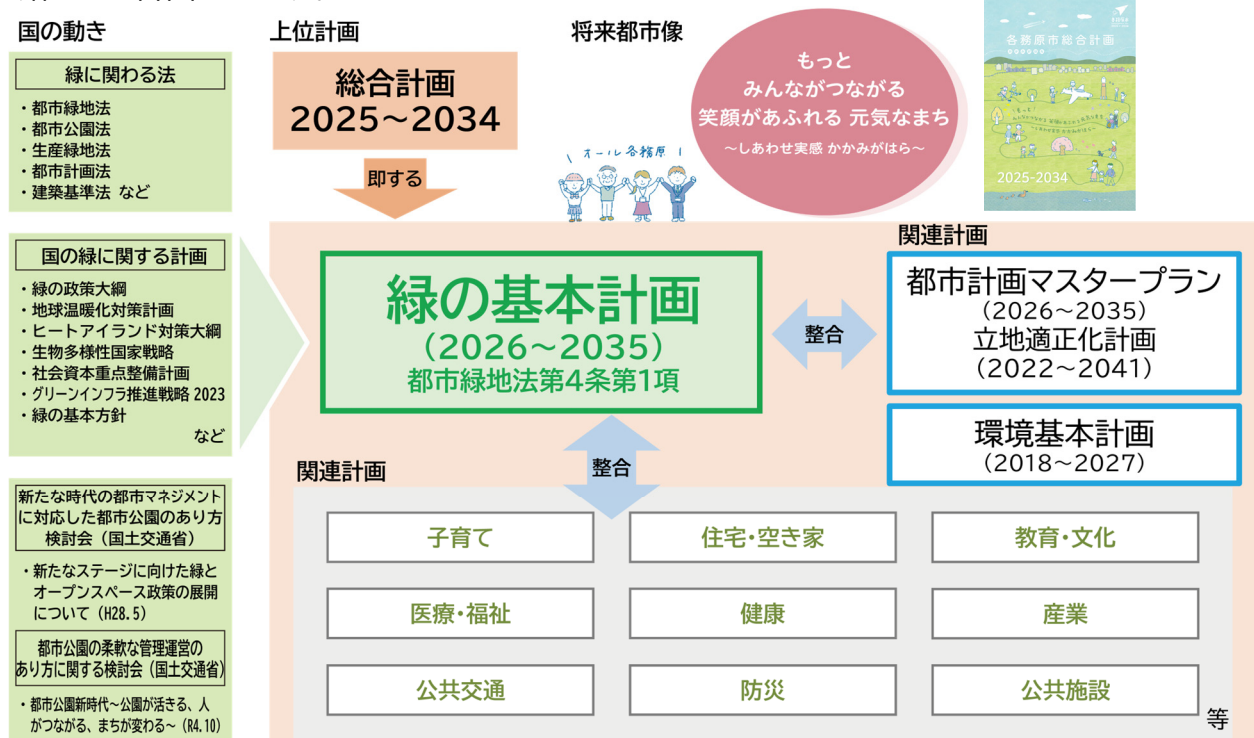 国の動き
緑に関わる法
・都市緑地法
・都市公園法
・生産緑地法
・都市計画法
・建築基準法 など
国の緑に関する計画
・緑の政策大綱
・地球温暖化対策計画
・ヒートアイランド対策大綱
・生物多様性国家戦略
・社会資本重点整備計画
・グリーンインフラ推進戦略 2023
・緑の基本方針
など
新たな時代の都市マネジメント
に対応した都市公園のあり方
検討会（国土交通省）
・新たなステージに向けた緑と
オープンスペース政策の展開
について（H28.5）
都市公園の柔軟な管理運営の
あり方に関する検討会（国土交通省）
・都市公園新時代～公園が活きる、人
がつながる、まちが変わる～（R4.10）
上位計画
総合計画
2025～2034
即する
将来都市像
オール各務原
もっと
みんながつながる
笑顔があふれる 元気なまち
～しあわせ実感 かかみがはら～
各務原市総合計画
2025-2034
緑の基本計画
（2026～2035）
都市緑地法第4条第1項
整合
関連計画
都市計画マスタープラン
（2026～2035）
立地適正化計画
（2022～2041）
環境基本計画
（2018～2027）
整合
関連計画
子育て
住宅・空き家
教育・文化
医療・福祉
健康
産業
公共交通
防災
公共施設
等